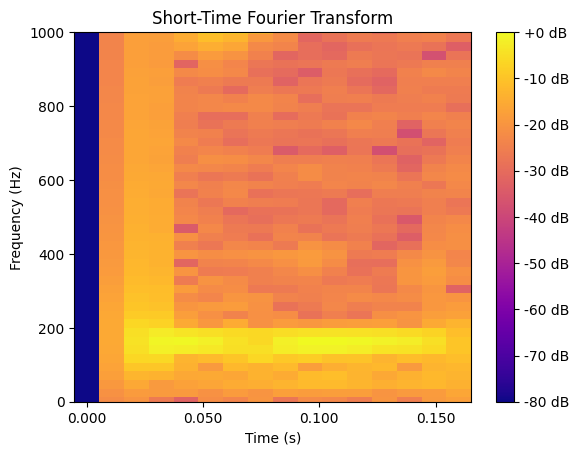 Short-Time Fourier Transform
Frequency (Hz)
1000
800
600
400
200
0
0.000
0.050
0.100
0.150
Time (s)
+0 dB
-10 dB
-20 dB
-30 dB
-40 dB
-50 dB
-60 dB
-70 dB
-80 dB